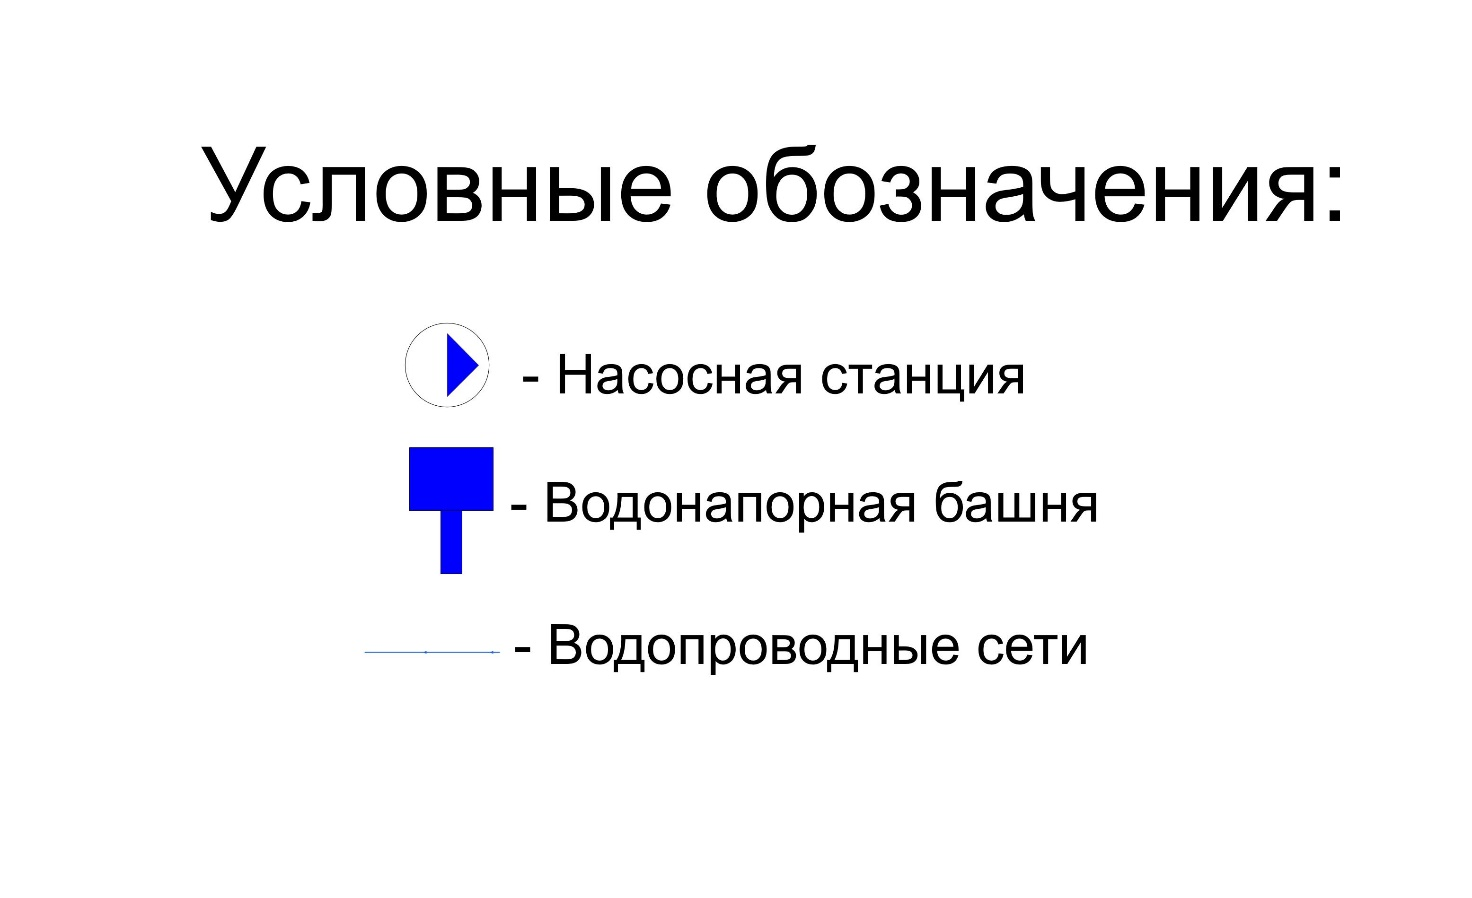 Условные обозначения:
- Насосная станция
- Водонапорная башня
- Водопроводные сети